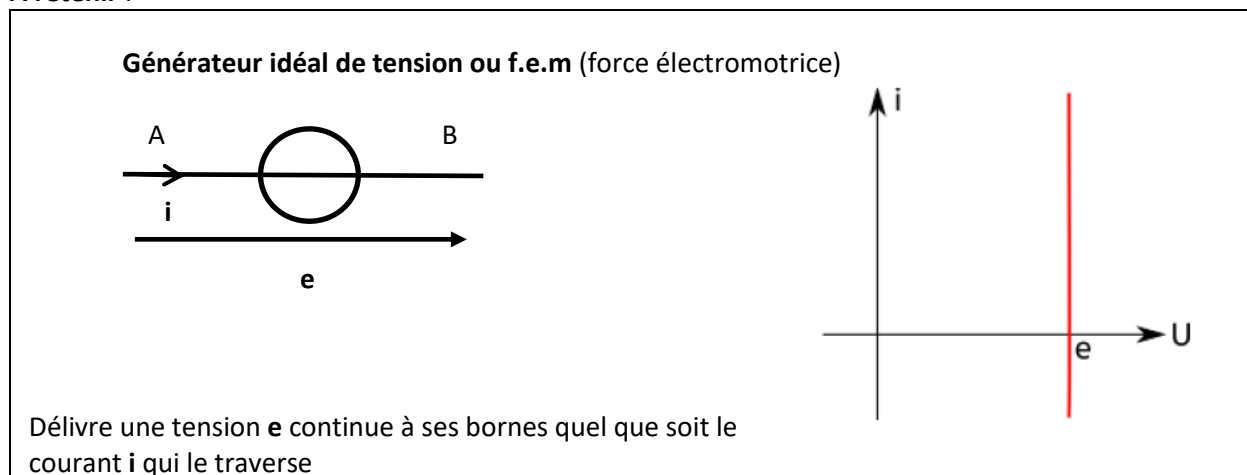 Générateur idéal de tension ou f.e.m (force électromotrice)
A
B
i
e
i
U
e
Délivre une tension e continue à ses bornes quel que soit le
courant i qui le traverse